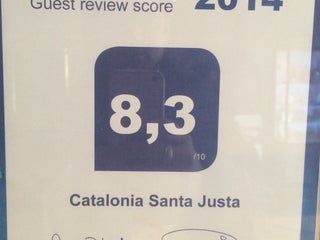 Guest review score 2014
8,3
/10
Catalonia Santa Justa